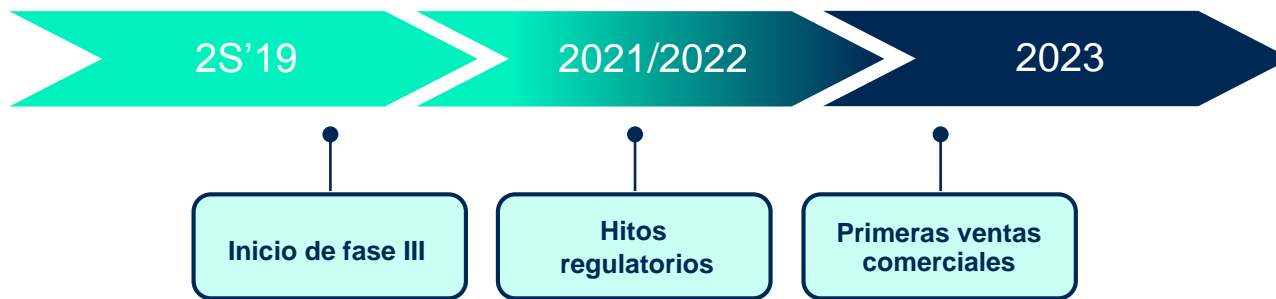 2S’19
2021/2022
2023
Inicio de fase III
Hitos
regulatorios
Primeras ventas
comerciales